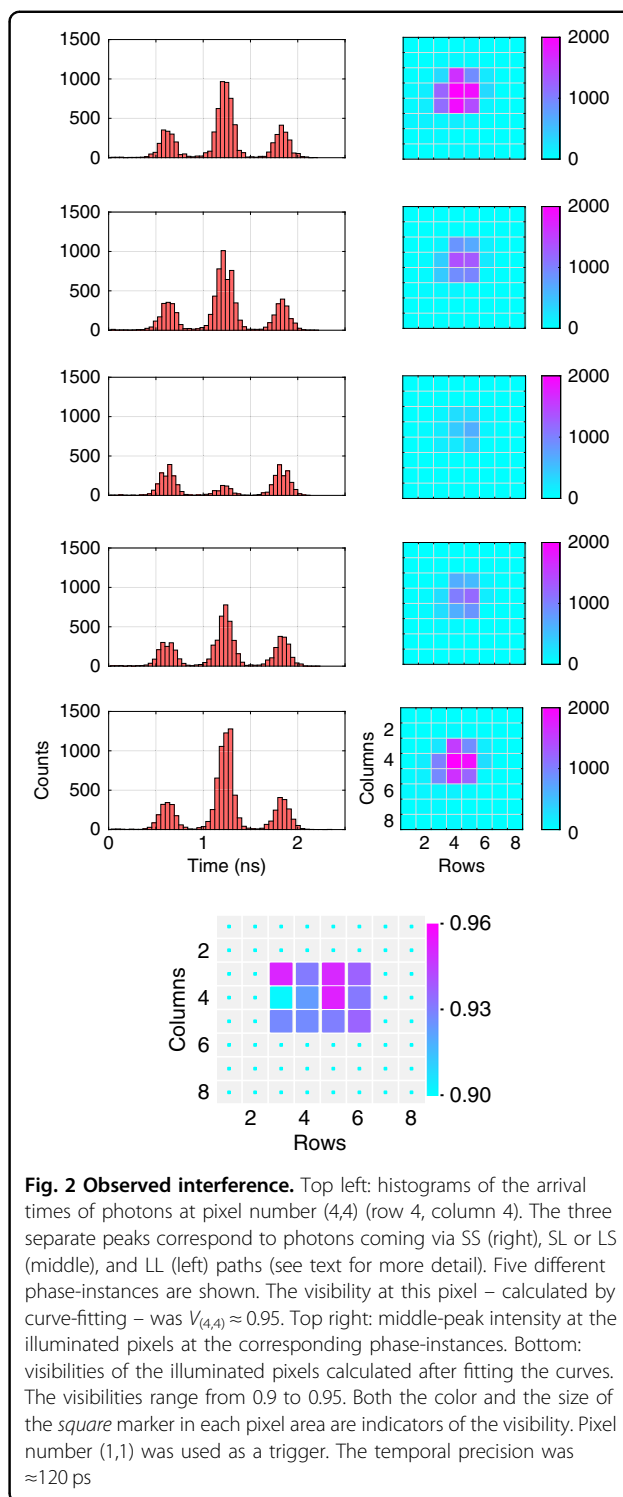 1500
1000
500
0
2000
1000
0
1500
1000
500
0
2000
1000
0
1500
1000
500
0
2000
1000
0
1500
1000
500
0
2000
1000
0
1500
1000
500
0
Counts
0 1 2
Time (ns)
Columns
2
4
6
8
2 4 6 8
Rows
2000
1000
0
Columns
2
4
6
8
2 4 6 8
Rows
0.96
0.93
0.90
Fig. 2 Observed interference. Top left: histograms of the arrival
times of photons at pixel number (4,4) (row 4, column 4). The three
separate peaks correspond to photons coming via SS (right), SL or LS
(middle), and LL (left) paths (see text for more detail). Five different
phase-instances are shown. The visibility at this pixel – calculated by
curve-fitting – was V(4,4) ≈ 0.95. Top right: middle-peak intensity at the
illuminated pixels at the corresponding phase-instances. Bottom:
visibilities of the illuminated pixels calculated after fitting the curves.
The visibilities range from 0.9 to 0.95. Both the color and the size of
the square marker in each pixel area are indicators of the visibility. Pixel
number (1,1) was used as a trigger. The temporal precision was
≈120 ps